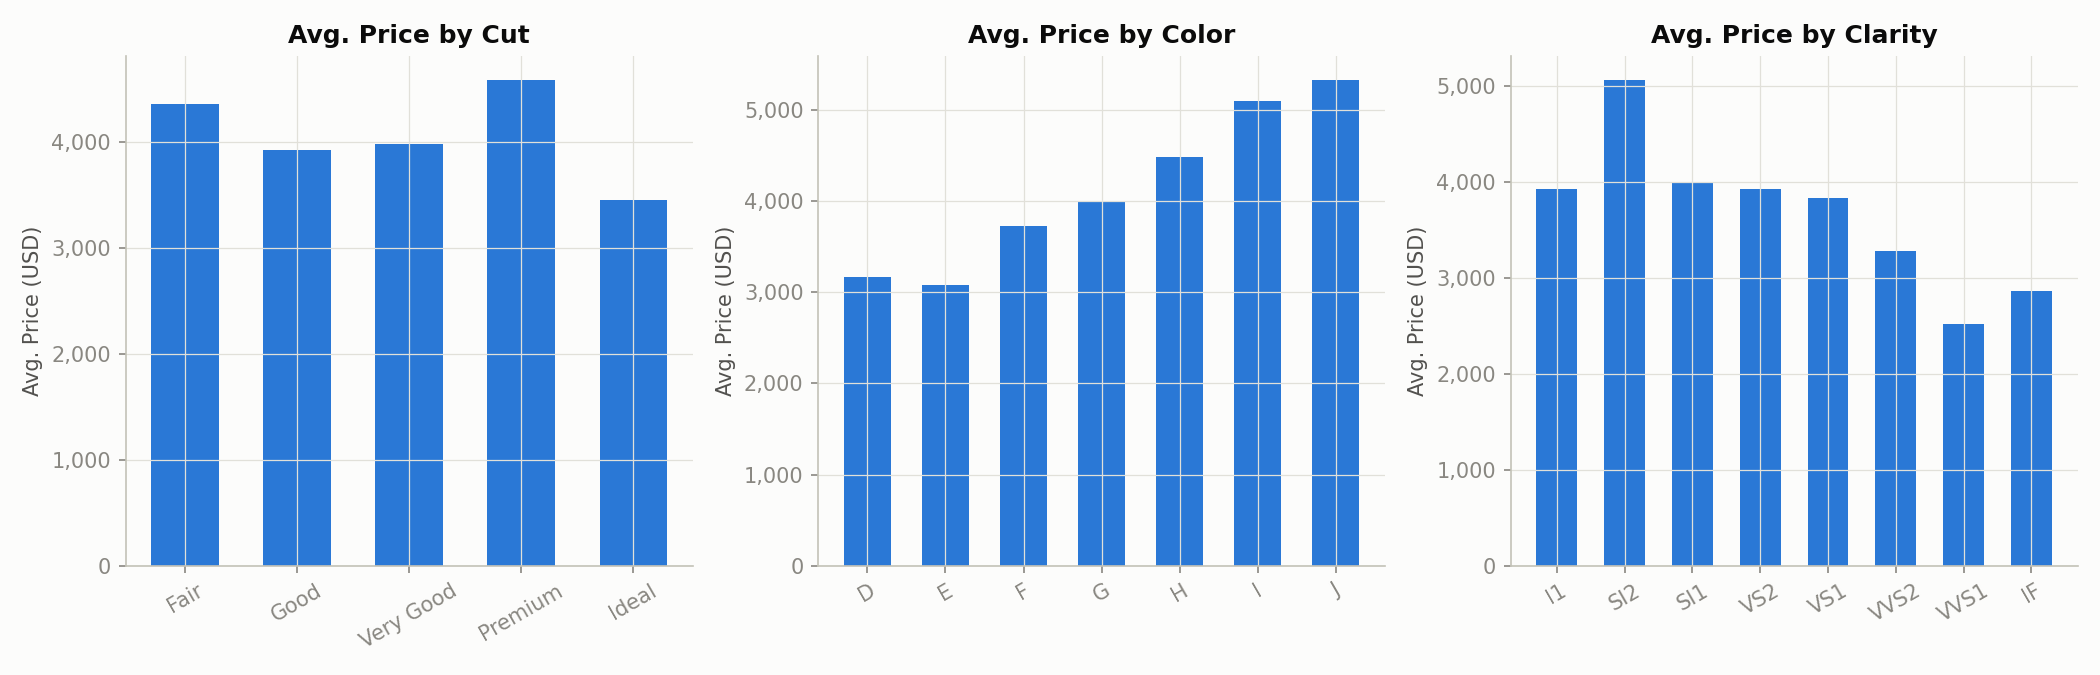 Avg. Price by Cut
Avg. Price (USD)
4,000
3,000
2,000
1,000
0
Fair
Good
Very Good
Premium
Ideal
Avg. Price by Color
Avg. Price (USD)
5,000
4,000
3,000
2,000
1,000
0
D
E
F
G
H
I
J
Avg. Price by Clarity
Avg. Price (USD)
5,000
4,000
3,000
2,000
1,000
0
I1
SI2
SI1
VS2
VS1
VVS2
VVS1
IF